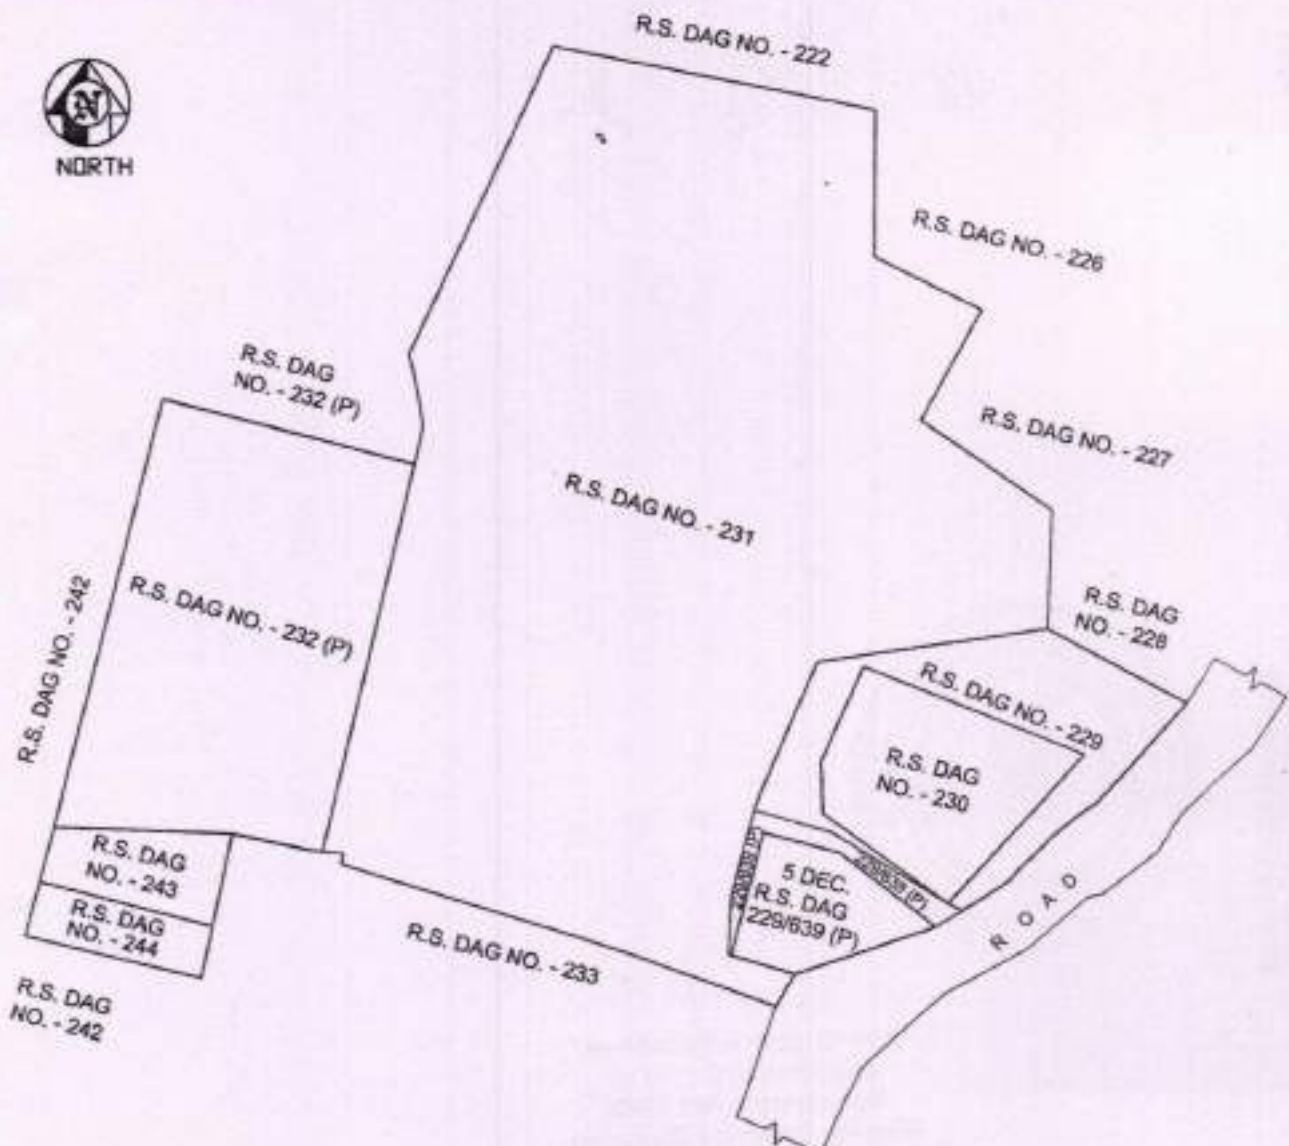 R.S. DAG NO. - 222
N
NORTH
R.S. DAG NO. - 226
R.S. DAG
NO. - 232 (P)
R.S. DAG NO. - 227
R.S. DAG NO. - 231
R.S. DAG NO. - 242
R.S. DAG NO. - 232 (P)
R.S. DAG
NO. - 228
R.S. DAG NO. - 229
R.S. DAG
NO. - 230
R.S. DAG
NO. - 243
R.S. DAG
NO. - 244
5 DEC.
R.S. DAG
229/639 (P)
ROAD
R.S. DAG NO. - 233
R.S. DAG
NO. - 242